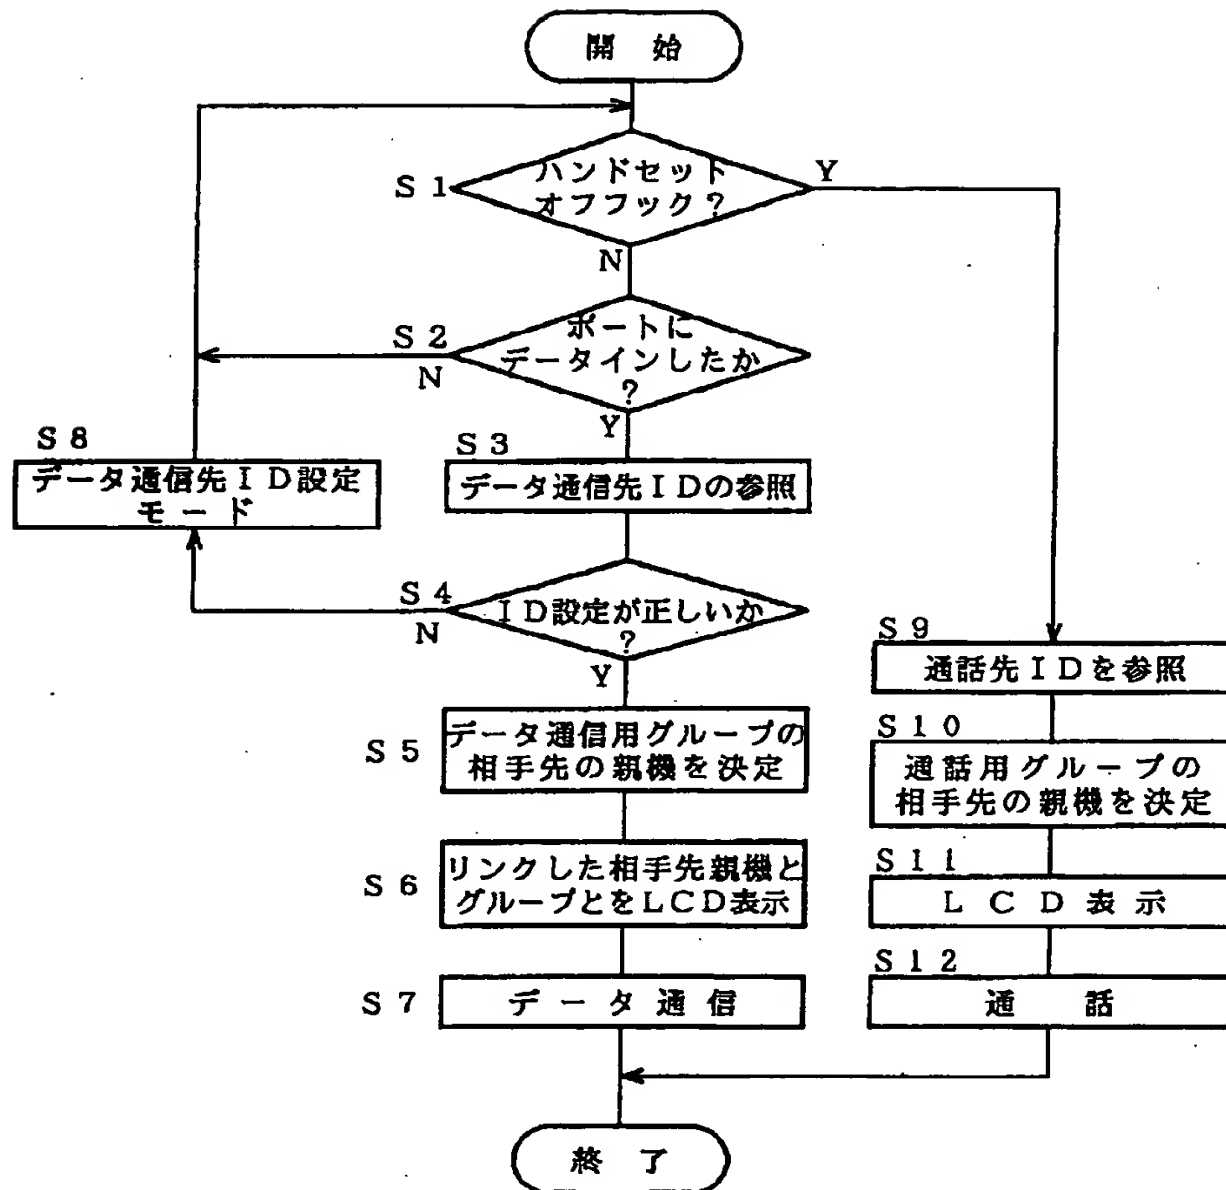 開 始
S1
ハンドセット
オフフック?
Y
N
S2
ポートに
データインしたか
?
N
Y
S8
データ通信先ID設定
モード
S3
データ通信先IDの参照
S4
ID設定が正しいか
?
N
Y
S5
データ通信用グループの
相手先の親機を決定
S6
リンクした相手先親機と
グループとをLCD表示
S7
データ通信
S9
通話先IDを参照
S10
通話用グループの
相手先の親機を決定
S11
LCD表示
S12
通 話
終 了